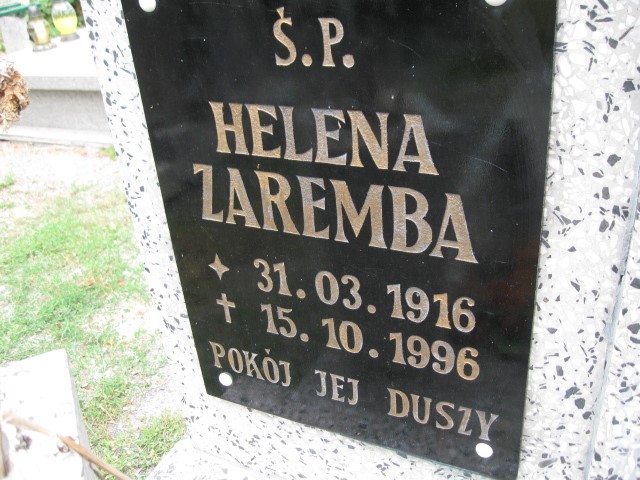 Ś.P.
HELENA
ZAREMBA
✦ 31.03.1916
✝ 15.10.1996
POKÓJ JEJ DUSZY